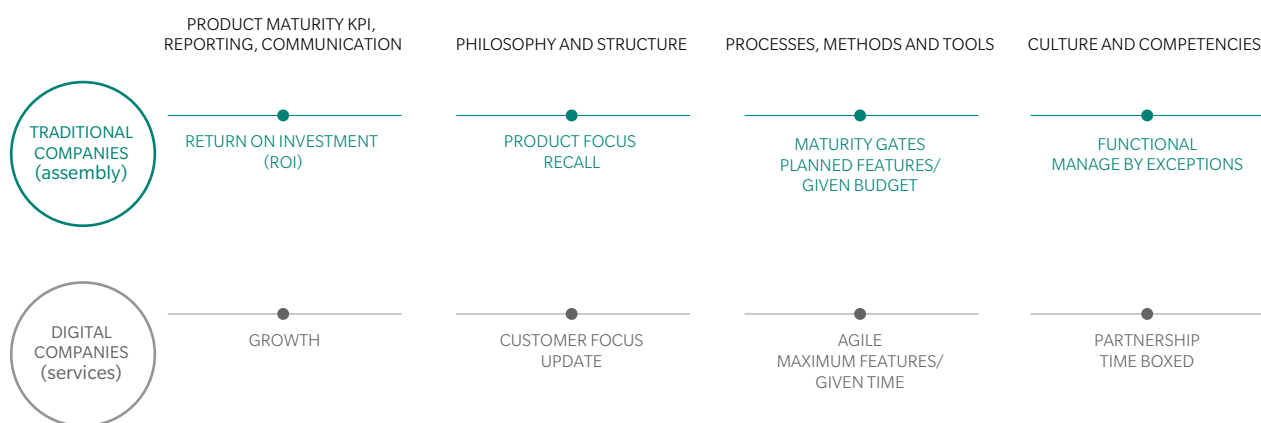 PRODUCT MATURITY KPI,
REPORTING, COMMUNICATION
PHILOSOPHY AND STRUCTURE
PROCESSES, METHODS AND TOOLS
CULTURE AND COMPETENCIES
TRADITIONAL
COMPANIES
(assembly)
RETURN ON INVESTMENT
(ROI)
PRODUCT FOCUS
RECALL
MATURITY GATES
PLANNED FEATURES/
GIVEN BUDGET
FUNCTIONAL
MANAGE BY EXCEPTIONS
DIGITAL
COMPANIES
(services)
GROWTH
CUSTOMER FOCUS
UPDATE
AGILE
MAXIMUM FEATURES/
GIVEN TIME
PARTNERSHIP
TIME BOXED